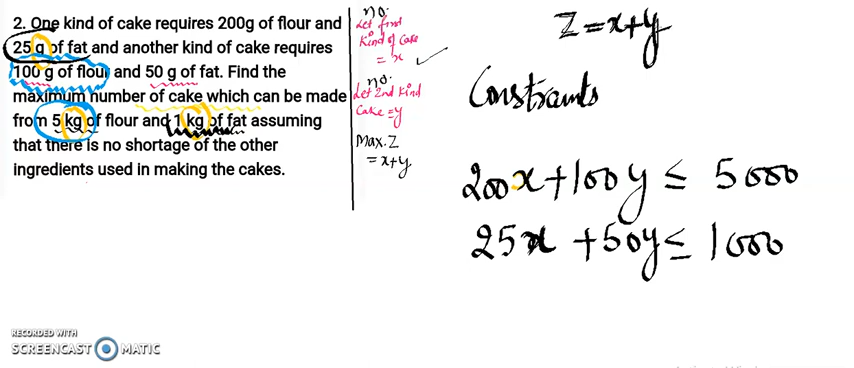 2. One kind of cake requires 200g of flour and
25 g of fat and another kind of cake requires
100 g of flour and 50 g of fat. Find the
maximum number of cake which can be made
from 5 kg of flour and 1 kg of fat assuming
that there is no shortage of the other
ingredients used in making the cakes.
no.
Let first
kind of cake
= x
no.
Let 2nd kind
Cake = y
Max. Z
= x+y
Z = x+y
Constraints
200x+100y ≤ 5000
25x +50y ≤ 1000
RECORDED WITH
SCREENCAST MATIC